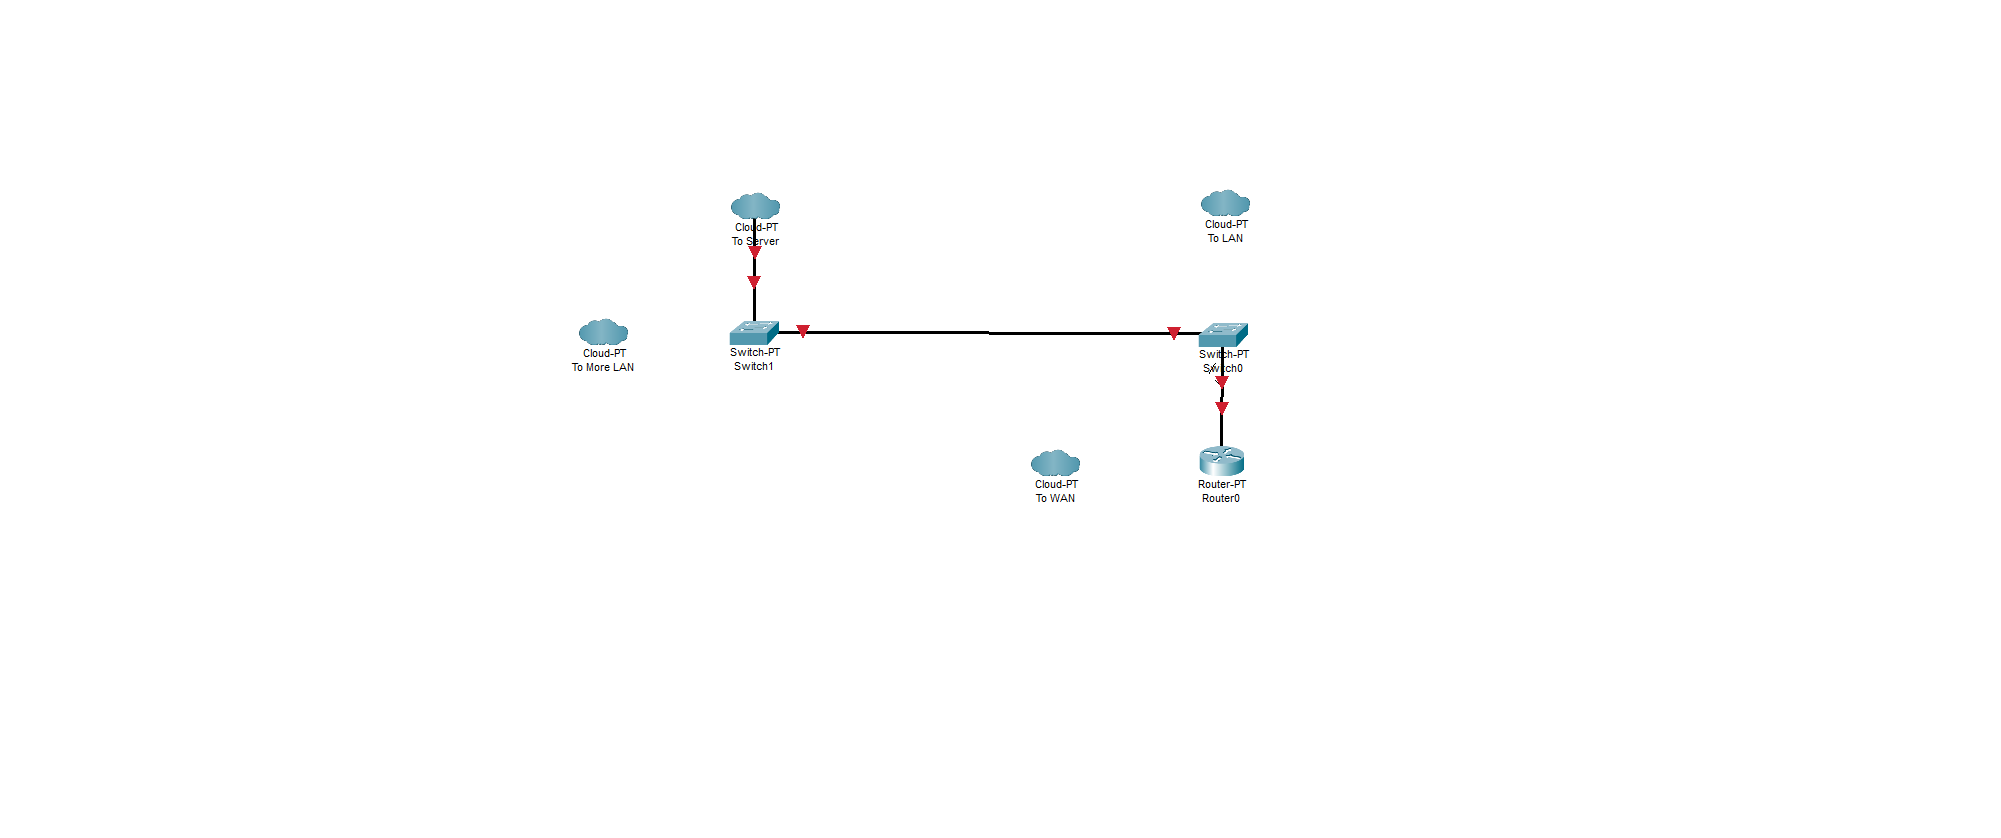 Cloud-PT
To Server
Cloud-PT
To LAN
Cloud-PT
To More LAN
Switch-PT
Switch1
Switch-PT
Switch0
Cloud-PT
To WAN
Router-PT
Router0